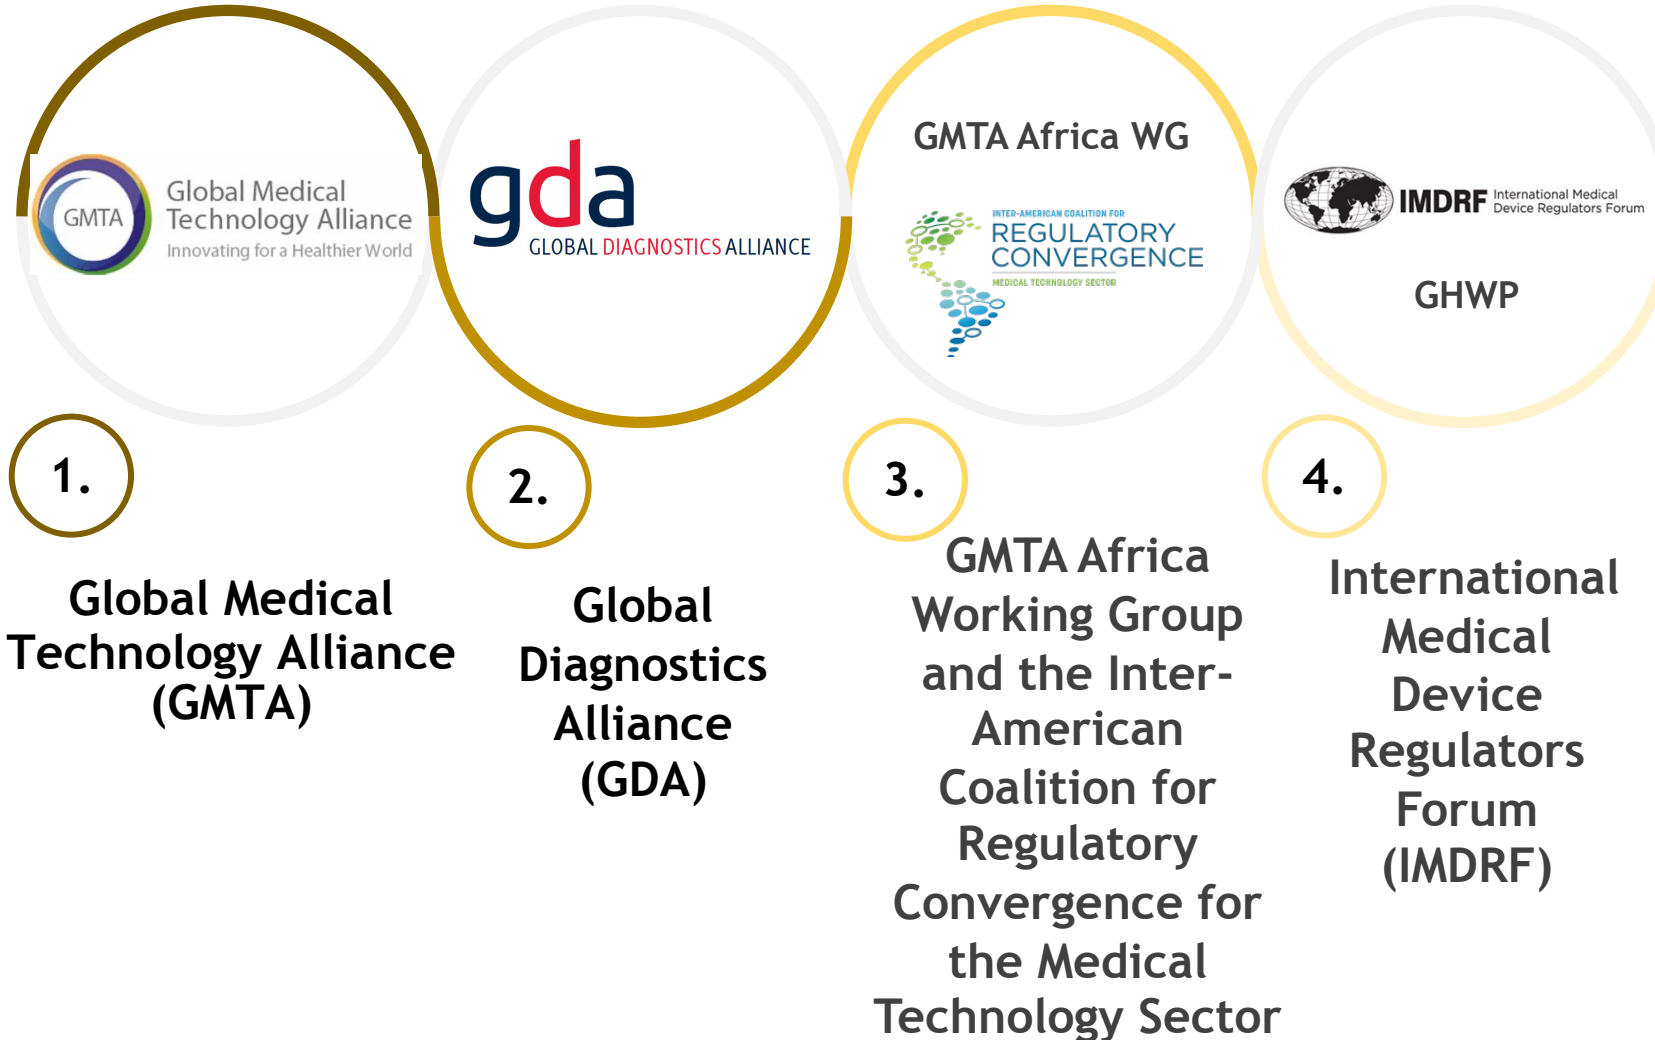 GMTA
Global Medical
Technology Alliance
Innovating for a Healthier World
gda
GLOBAL DIAGNOSTICS ALLIANCE
GMTA Africa WG
INTER-AMERICAN COALITION FOR
REGULATORY
CONVERGENCE
MEDICAL TECHNOLOGY SECTOR
IMDRF International Medical
Device Regulators Forum
GHWP
1.
Global Medical
Technology Alliance
(GMTA)
2.
Global
Diagnostics
Alliance
(GDA)
3.
GMTA Africa
Working Group
and the Inter-
American
Coalition for
Regulatory
Convergence for
the Medical
Technology Sector
4.
International
Medical
Device
Regulators
Forum
(IMDRF)